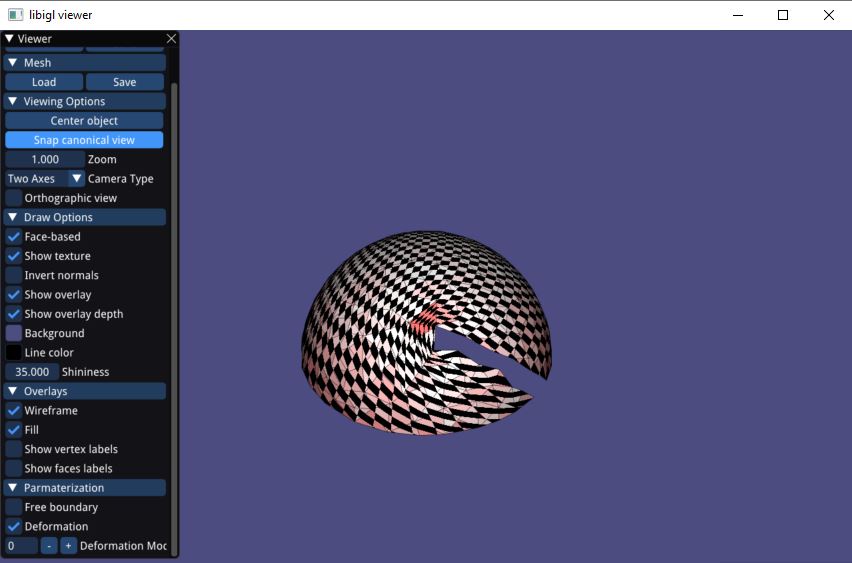 libigl viewer
Viewer
Mesh
Load Save
Viewing Options
Center object
Snap canonical view
1.000 Zoom
Two Axes Camera Type
Orthographic view
Draw Options
Face-based
Show texture
Invert normals
Show overlay
Show overlay depth
Background
Line color
35.000 Shininess
Overlays
Wireframe
Fill
Show vertex labels
Show faces labels
Parmaterization
Free boundary
Deformation
0 - + Deformation Moc